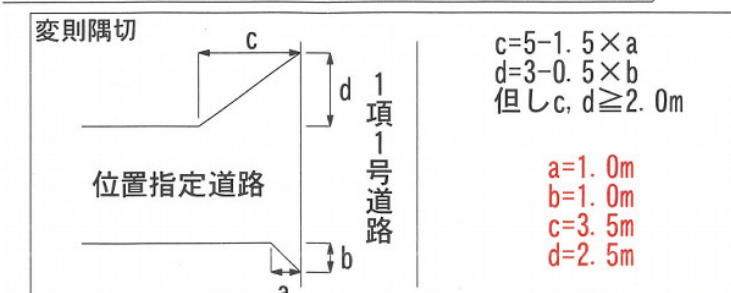 変則隅切
c
d
1項1号道路
位置指定道路
b
a
c=5-1.5×a
d=3-0.5×b
但しc, d≧2.0m
a=1.0m
b=1.0m
c=3.5m
d=2.5m